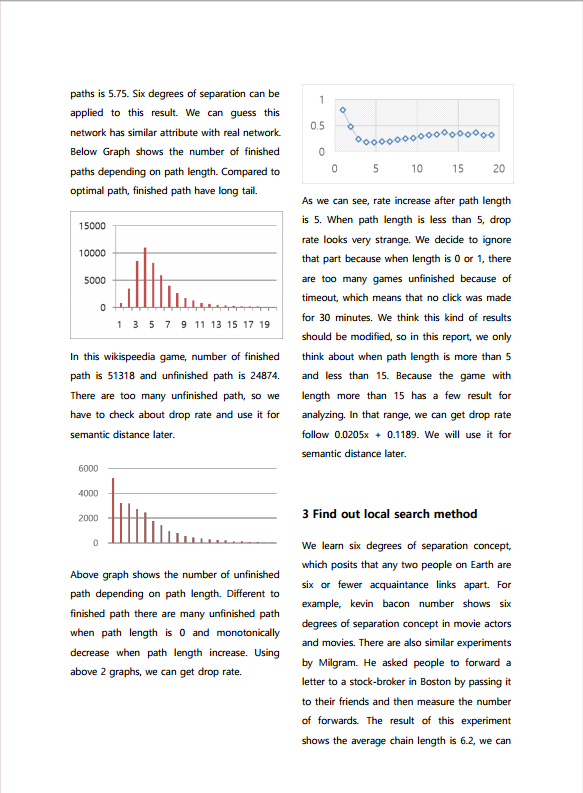 paths is 5.75. Six degrees of separation can be
applied to this result. We can guess this
network has similar attribute with real network.
Below Graph shows the number of finished
paths depending on path length. Compared to
optimal path, finished path have long tail.
15000
10000
5000
0
1 3 5 7 9 11 13 15 17 19
In this wikispeedia game, number of finished
path is 51318 and unfinished path is 24874.
There are too many unfinished path, so we
have to check about drop rate and use it for
semantic distance later.
6000
4000
2000
0
Above graph shows the number of unfinished
path depending on path length. Different to
finished path there are many unfinished path
when path length is 0 and monotonically
decrease when path length increase. Using
above 2 graphs, we can get drop rate.
1
0.5
0
0 5 10 15 20
As we can see, rate increase after path length
is 5. When path length is less than 5, drop
rate looks very strange. We decide to ignore
that part because when length is 0 or 1, there
are too many games unfinished because of
timeout, which means that no click was made
for 30 minutes. We think this kind of results
should be modified, so in this report, we only
think about when path length is more than 5
and less than 15. Because the game with
length more than 15 has a few result for
analyzing. In that range, we can get drop rate
follow 0.0205x + 0.1189. We will use it for
semantic distance later.
3 Find out local search method
We learn six degrees of separation concept,
which posits that any two people on Earth are
six or fewer acquaintance links apart. For
example, kevin bacon number shows six
degrees of separation concept in movie actors
and movies. There are also similar experiments
by Milgram. He asked people to forward a
letter to a stock-broker in Boston by passing it
to their friends and then measure the number
of forwards. The result of this experiment
shows the average chain length is 6.2, we can